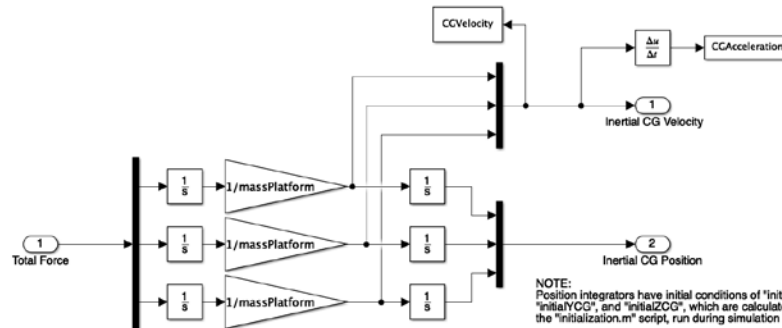 CGVelocity
Δu
Δt
CGAcceleration
1
Inertial CG Velocity
1
s
1/massPlatform
1
s
1
Total Force
1
s
1/massPlatform
1
s
2
Inertial CG Position
1
s
1/massPlatform
1
s
NOTE:
Position integrators have initial conditions of
"initialYCG", and "initialZCG", which are
the "initialization.m" script, run during simulation